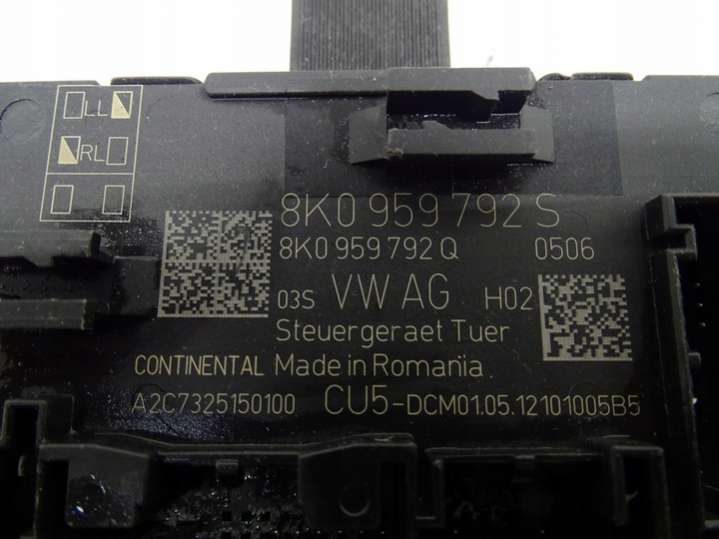 LL
RL
8K0 959 792 S
8K0 959 792 Q 0506
03S VW AG H02
Steuergeraet Tuer
CONTINENTAL Made in Romania
A2C7325150100 CU5-DCM01.05.12101005B5